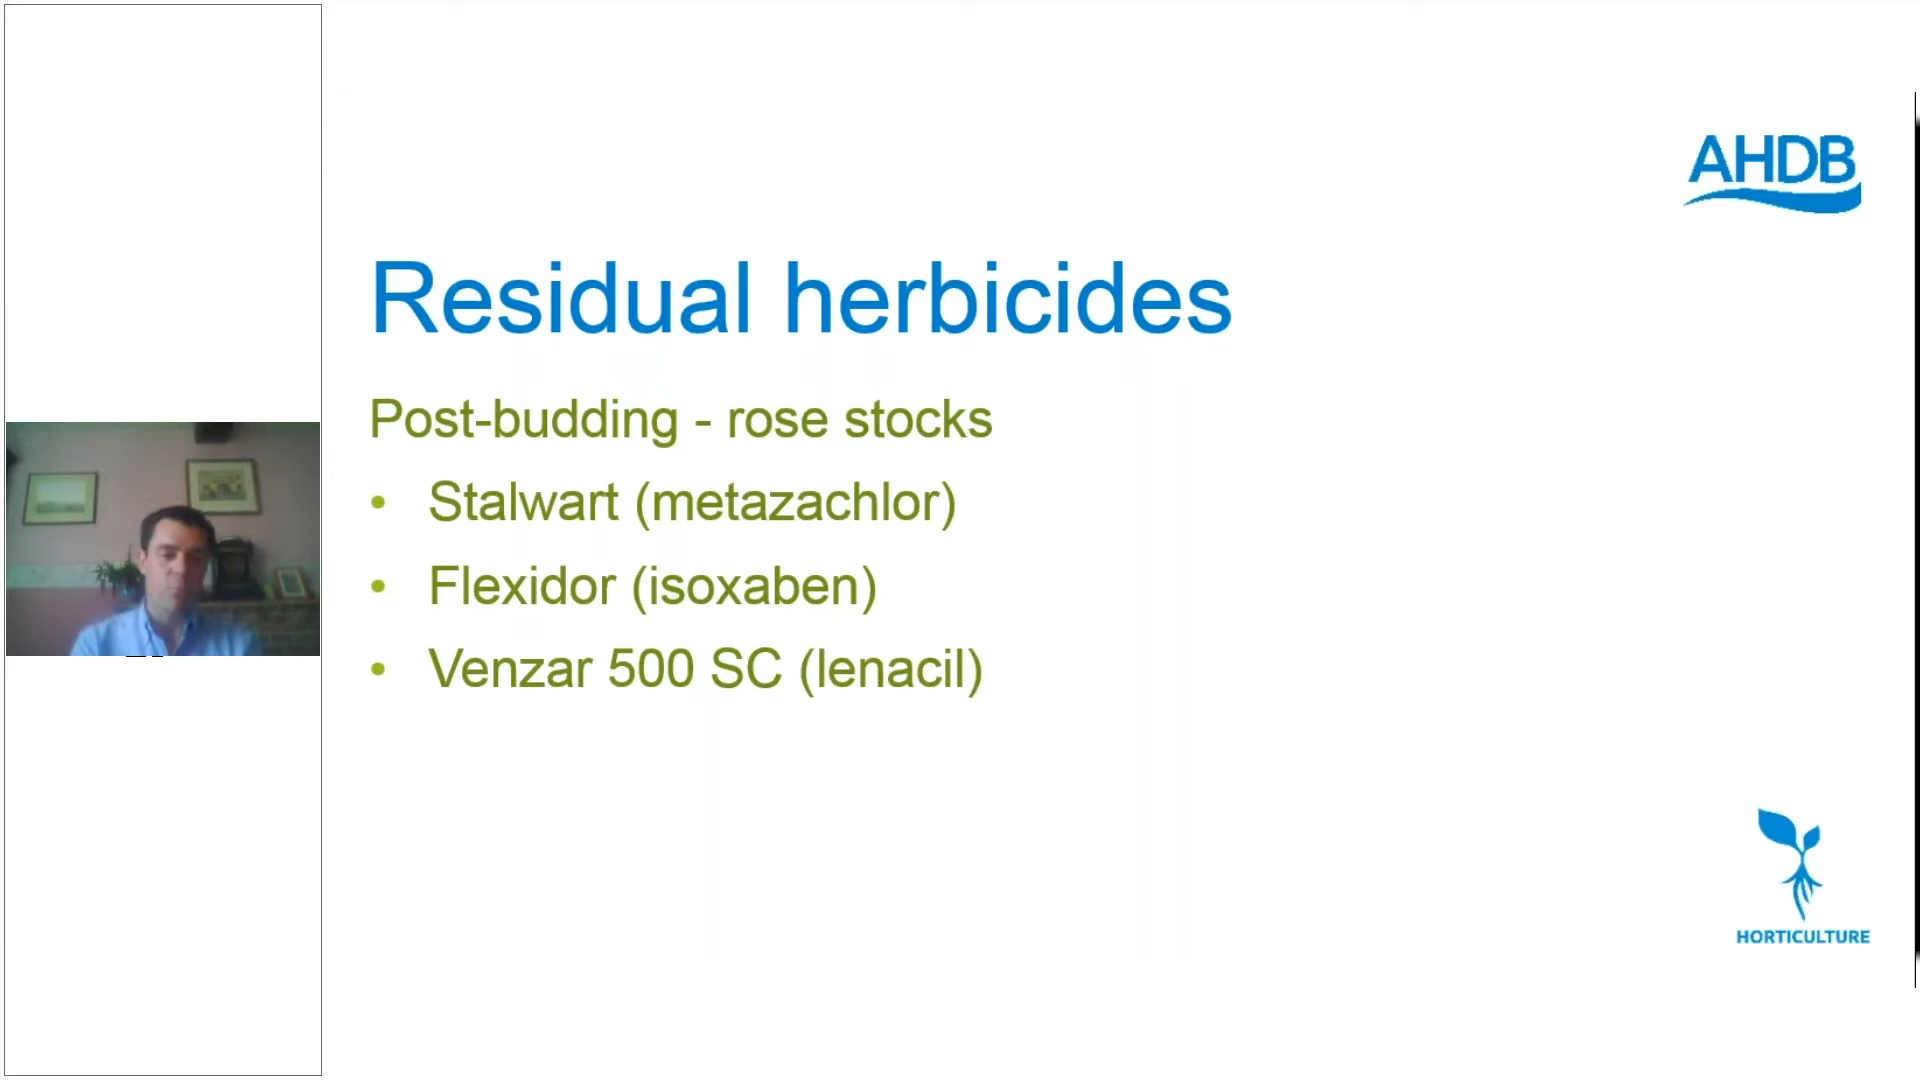 AHDB
Residual herbicides
Post-budding - rose stocks
• Stalwart (metazachlor)
• Flexidor (isoxaben)
• Venzar 500 SC (lenacil)
HORTICULTURE